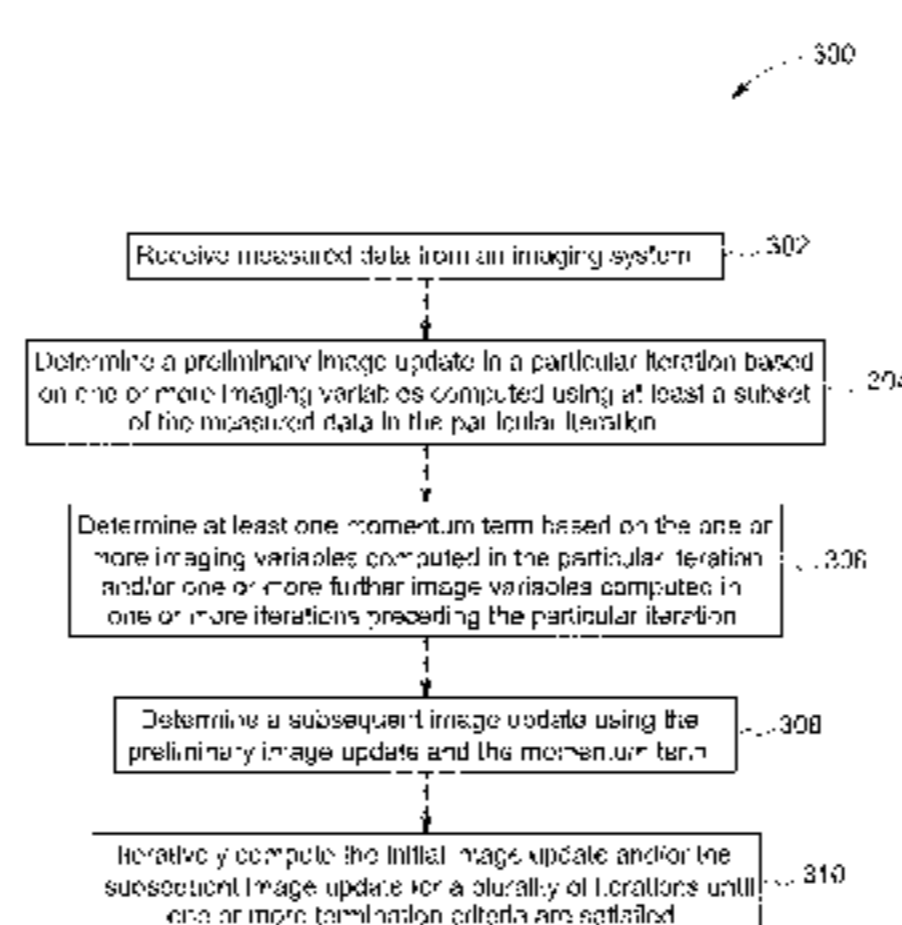 300
Receive measured data from an imaging system
302
Determine a preliminary image update in a particular iteration based
on one or more imaging variables computed using at least a subset
of the measured data in the particular iteration
Determine at least one momentum term based on the one or
more imaging variables computed in the particular iteration
and/or one or more further image variables computed in
one or more iterations preceding the particular iteration
306
Determine a subsequent image update using the
preliminary image update and the momentum term
308
Iteratively compute the initial image update and/or the
subsequent image update for a plurality of iterations until
one or more termination criteria are satisfied
310